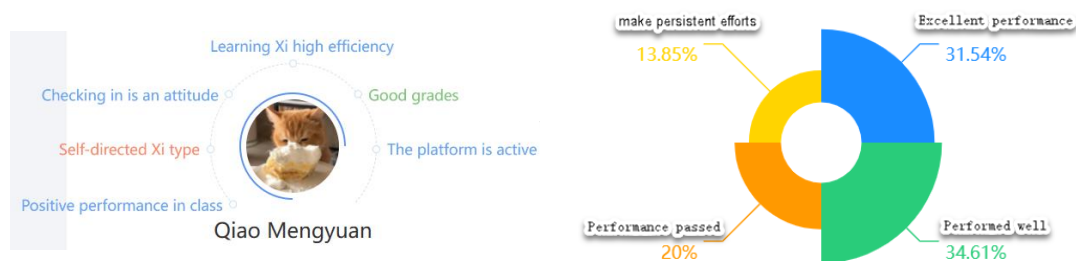 Learning Xi high efficiency
Checking in is an attitude
Good grades
Self-directed Xi type
The platform is active
Positive performance in class
Qiao Mengyuan
make persistent efforts
13.85%
Excellent performance
31.54%
Performance passed
20%
Performed well
34.61%